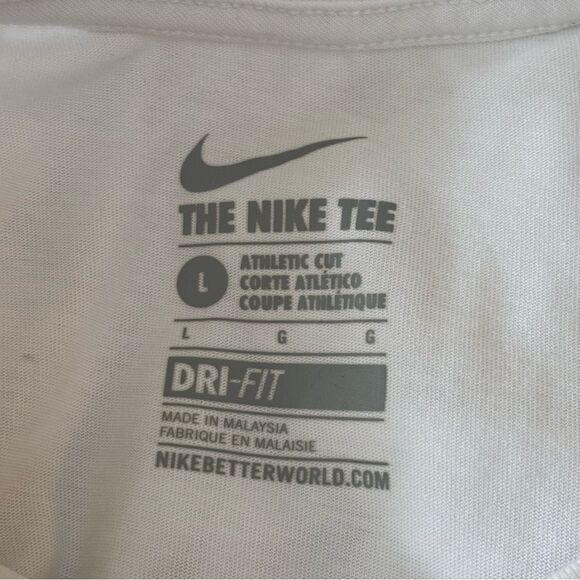 THE NIKE TEE
L
ATHLETIC CUT
CORTE ATLÉTICO
COUPE ATHLÉTIQUE
L G G
DRI-FIT
MADE IN MALAYSIA
FABRIQUE EN MALAISIE
NIKEBETTERWORLD.COM